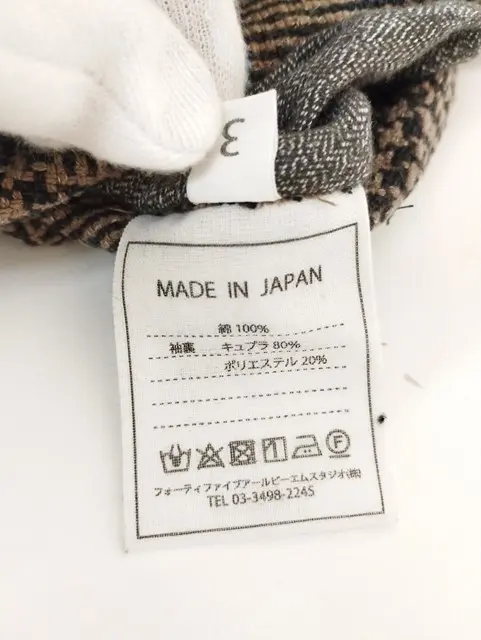 3
MADE IN JAPAN
綿 100%
袖裏 キュプラ 80%
ポリエステル 20%
フォーティファイブアールピーエムスタジオ(株)
TEL 03-3498-2245